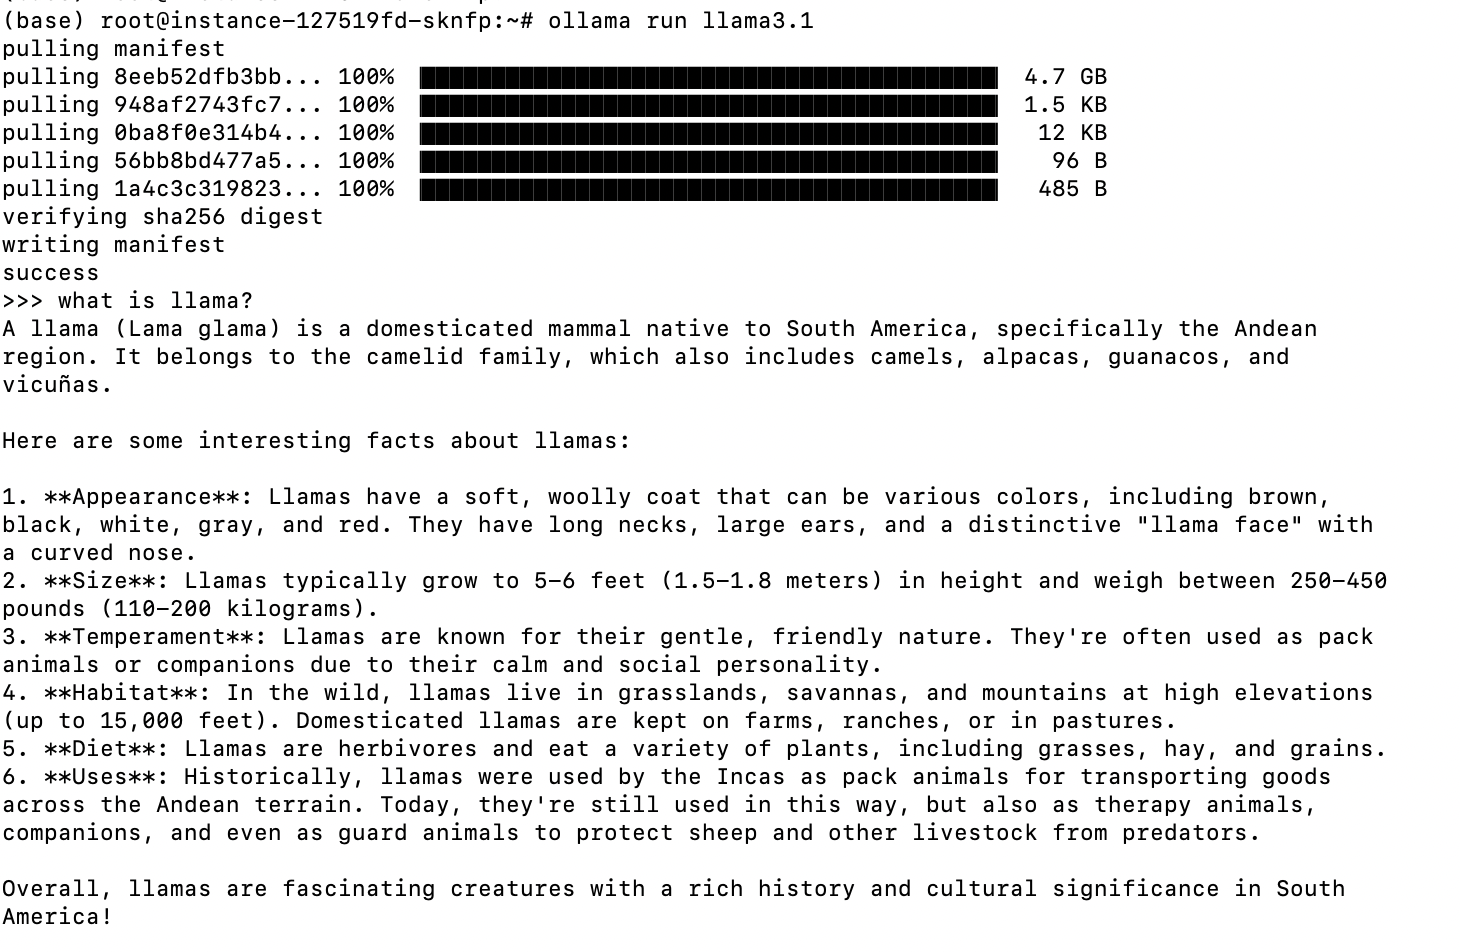 (base) root@instance-127519fd-sknfp:~# ollama run llama3.1
pulling manifest
pulling 8eeb52dfb3bb... 100% 4.7 GB
pulling 948af2743fc7... 100% 1.5 KB
pulling 0ba8f0e314b4... 100% 12 KB
pulling 56bb8bd477a5... 100% 96 B
pulling 1a4c3c319823... 100% 485 B
verifying sha256 digest
writing manifest
success
>>> what is llama?
A llama (Lama glama) is a domesticated mammal native to South America, specifically the Andean
region. It belongs to the camelid family, which also includes camels, alpacas, guanacos, and
vicuñas.

Here are some interesting facts about llamas:

1. **Appearance**: Llamas have a soft, woolly coat that can be various colors, including brown,
black, white, gray, and red. They have long necks, large ears, and a distinctive "llama face" with
a curved nose.
2. **Size**: Llamas typically grow to 5-6 feet (1.5-1.8 meters) in height and weigh between 250-450
pounds (110-200 kilograms).
3. **Temperament**: Llamas are known for their gentle, friendly nature. They're often used as pack
animals or companions due to their calm and social personality.
4. **Habitat**: In the wild, llamas live in grasslands, savannas, and mountains at high elevations
(up to 15,000 feet). Domesticated llamas are kept on farms, ranches, or in pastures.
5. **Diet**: Llamas are herbivores and eat a variety of plants, including grasses, hay, and grains.
6. **Uses**: Historically, llamas were used by the Incas as pack animals for transporting goods
across the Andean terrain. Today, they're still used in this way, but also as therapy animals,
companions, and even as guard animals to protect sheep and other livestock from predators.

Overall, llamas are fascinating creatures with a rich history and cultural significance in South
America!